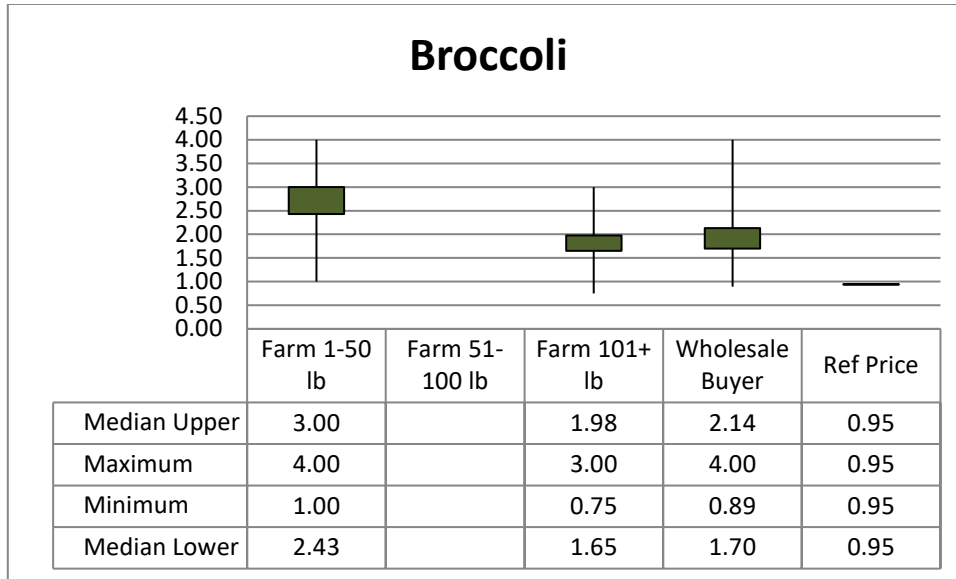 Broccoli
4.50
4.00
3.50
3.00
2.50
2.00
1.50
1.00
0.50
0.00
Farm 1-50 lb
Farm 51-100 lb
Farm 101+ lb
Wholesale Buyer
Ref Price
Median Upper 3.00 1.98 2.14 0.95
Maximum 4.00 3.00 4.00 0.95
Minimum 1.00 0.75 0.89 0.95
Median Lower 2.43 1.65 1.70 0.95